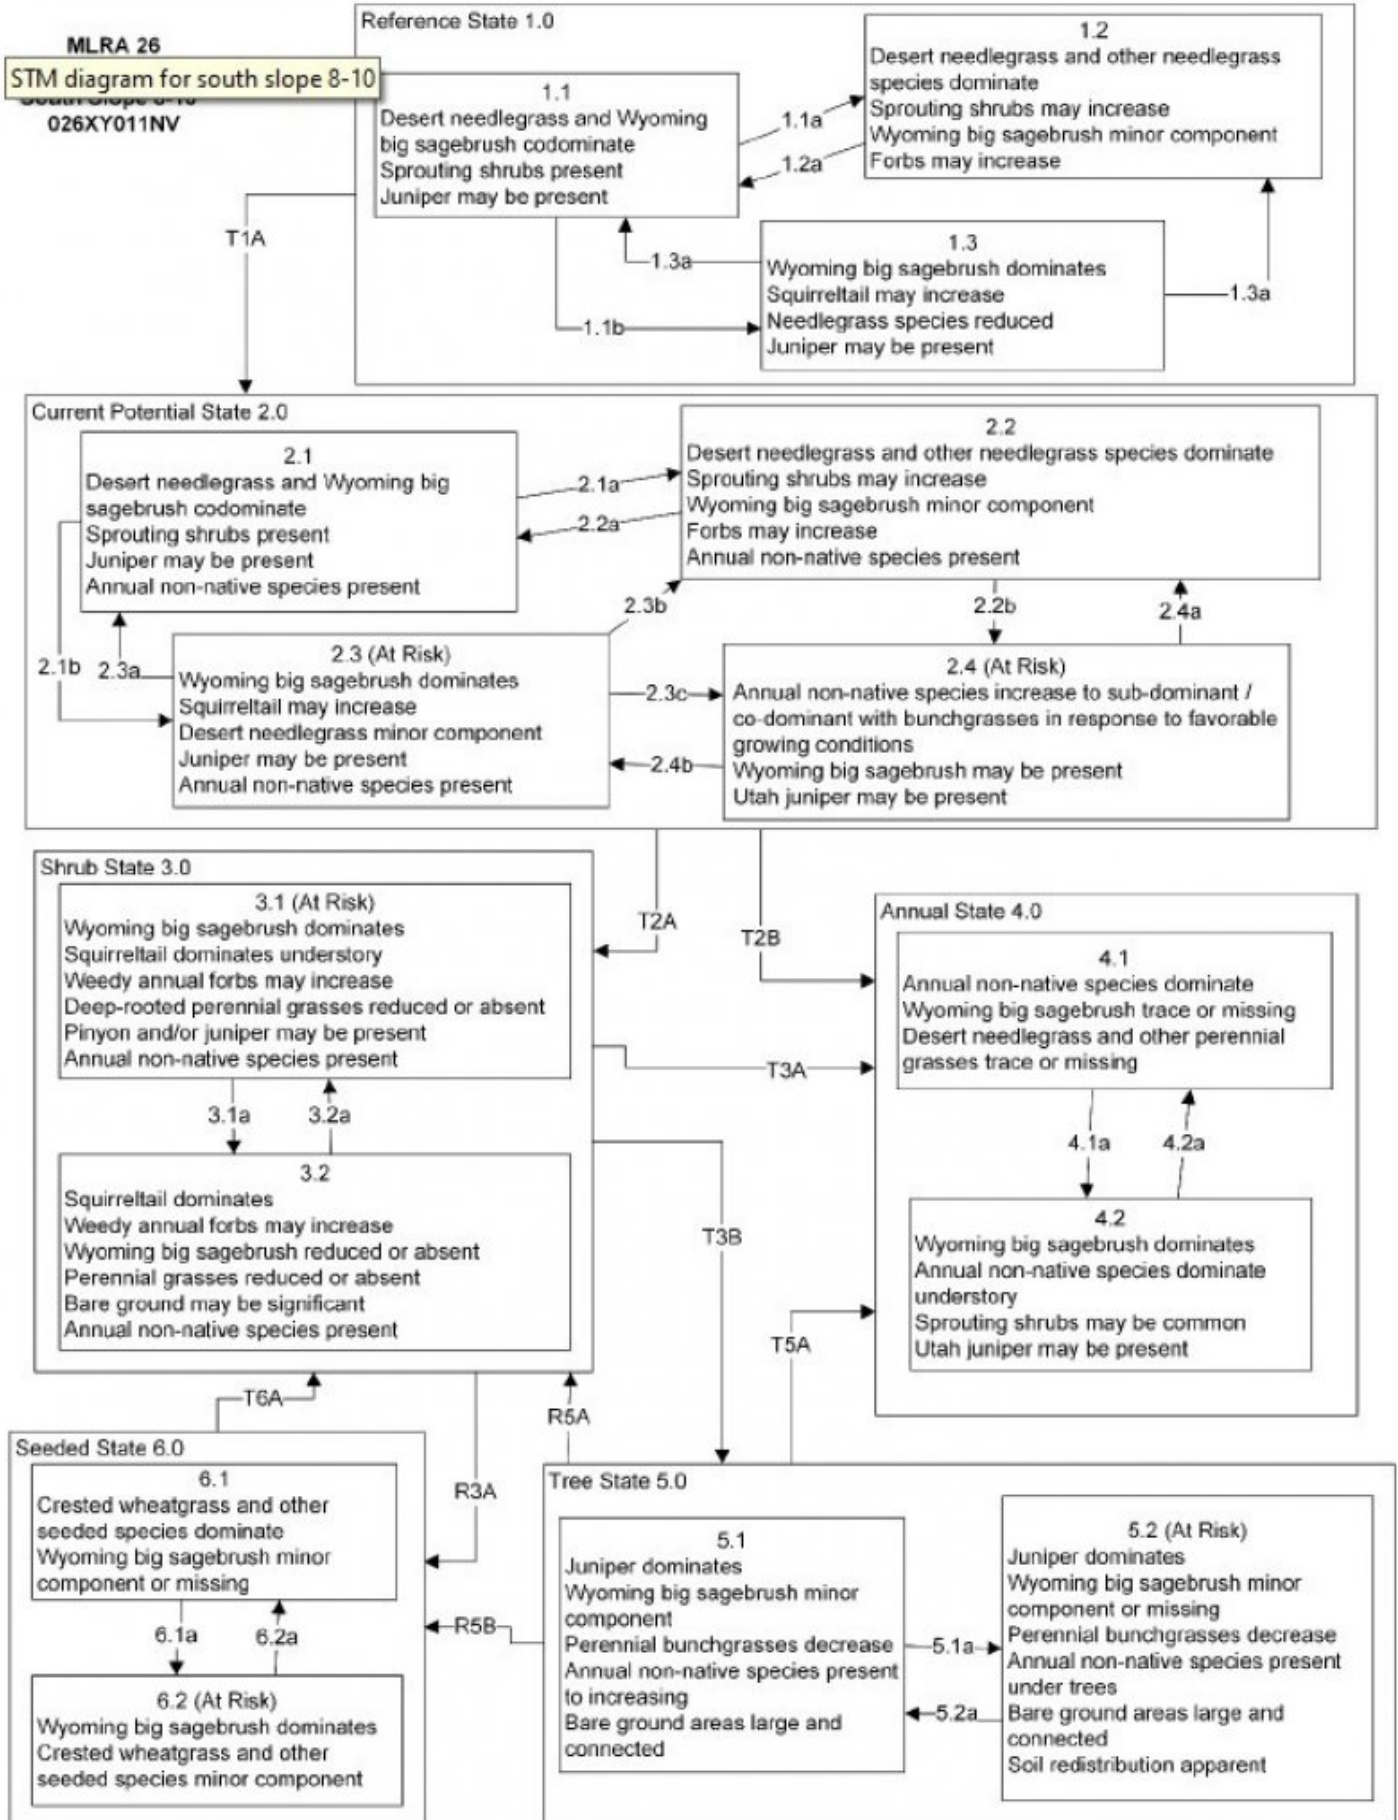 MLRA 26
STM diagram for south slope 8-10
026XY011NV
Reference State 1.0
1.1
Desert needlegrass and Wyoming
big sagebrush codominate
Sprouting shrubs present
Juniper may be present
1.1a
1.2a
1.2
Desert needlegrass and other needlegrass
species dominate
Sprouting shrubs may increase
Wyoming big sagebrush minor component
Forbs may increase
1.3a
1.1b
1.3
Wyoming big sagebrush dominates
Squirreltail may increase
Needlegrass species reduced
Juniper may be present
1.3a
T1A
Current Potential State 2.0
2.1
Desert needlegrass and Wyoming big
sagebrush codominate
Sprouting shrubs present
Juniper may be present
Annual non-native species present
2.1a
2.2a
2.2
Desert needlegrass and other needlegrass species dominate
Sprouting shrubs may increase
Wyoming big sagebrush minor component
Forbs may increase
Annual non-native species present
2.3b
2.2b
2.4a
2.1b
2.3a
2.3 (At Risk)
Wyoming big sagebrush dominates
Squirreltail may increase
Desert needlegrass minor component
Juniper may be present
Annual non-native species present
2.3c
2.4b
2.4 (At Risk)
Annual non-native species increase to sub-dominant /
co-dominant with bunchgrasses in response to favorable
growing conditions
Wyoming big sagebrush may be present
Utah juniper may be present
T2A
T2B
Shrub State 3.0
3.1 (At Risk)
Wyoming big sagebrush dominates
Squirreltail dominates understory
Weedy annual forbs may increase
Deep-rooted perennial grasses reduced or absent
Pinyon and/or juniper may be present
Annual non-native species present
3.1a
3.2a
3.2
Squirreltail dominates
Weedy annual forbs may increase
Wyoming big sagebrush reduced or absent
Perennial grasses reduced or absent
Bare ground may be significant
Annual non-native species present
T3A
T3B
Annual State 4.0
4.1
Annual non-native species dominate
Wyoming big sagebrush trace or missing
Desert needlegrass and other perennial
grasses trace or missing
4.1a
4.2a
4.2
Wyoming big sagebrush dominates
Annual non-native species dominate
understory
Sprouting shrubs may be common
Utah juniper may be present
T5A
T6A
R5A
R3A
R5B
Seeded State 6.0
6.1
Crested wheatgrass and other
seeded species dominate
Wyoming big sagebrush minor
component or missing
6.1a
6.2a
6.2 (At Risk)
Wyoming big sagebrush dominates
Crested wheatgrass and other
seeded species minor component
Tree State 5.0
5.1
Juniper dominates
Wyoming big sagebrush minor
component
Perennial bunchgrasses decrease
Annual non-native species present
to increasing
Bare ground areas large and
connected
5.1a
5.2a
5.2 (At Risk)
Juniper dominates
Wyoming big sagebrush minor
component or missing
Perennial bunchgrasses decrease
Annual non-native species present
under trees
Bare ground areas large and
connected
Soil redistribution apparent